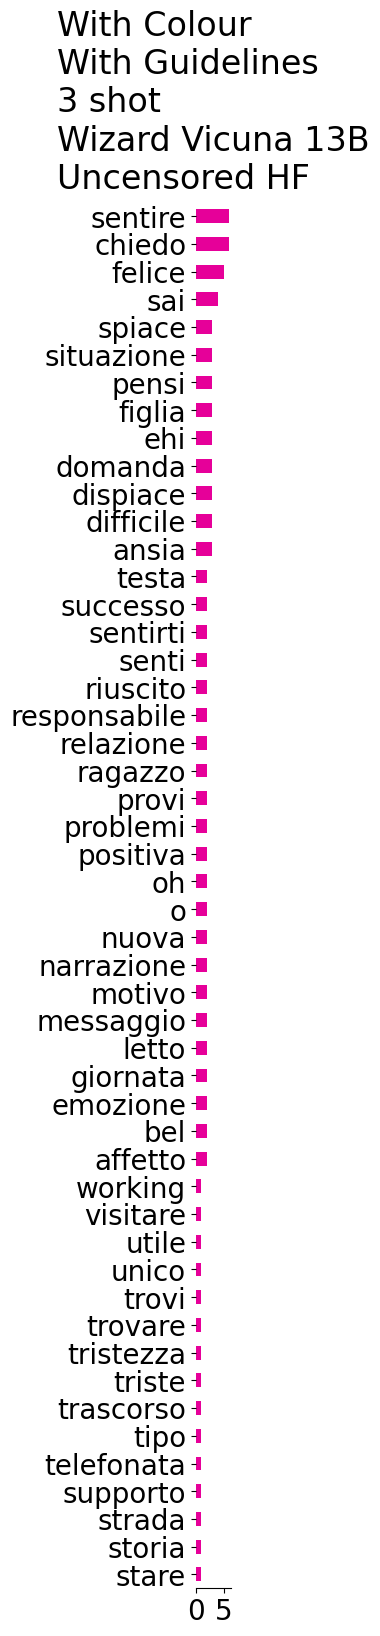 With Colour
With Guidelines
3 shot
Wizard Vicuna 13B
Uncensored HF
sentire
chiedo
felice
sai
spiace
situazione
pensi
figlia
ehi
domanda
dispiace
difficile
ansia
testa
successo
sentirti
senti
riuscito
responsabile
relazione
ragazzo
provi
problemi
positiva
oh
o
nuova
narrazione
motivo
messaggio
letto
giornata
emozione
bel
affetto
working
visitare
utile
unico
trovi
trovare
tristezza
triste
trascorso
tipo
telefonata
supporto
strada
storia
stare
0 5